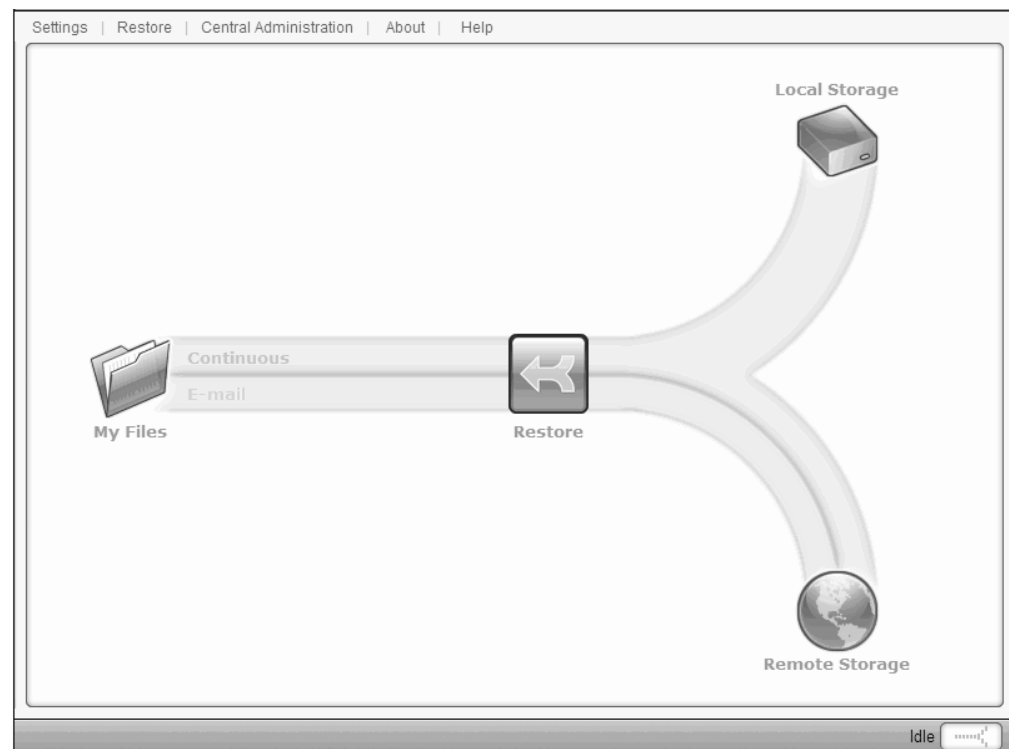 Settings | Restore | Central Administration | About | Help
Local Storage
Continuous
E-mail
My Files
Restore
Remote Storage
Idle